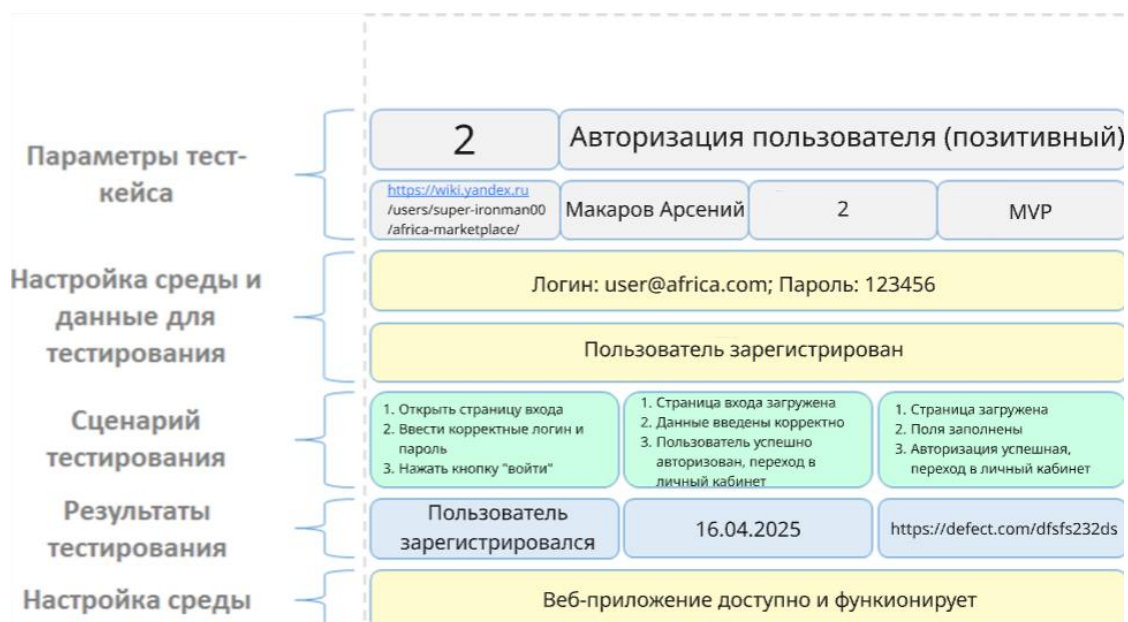 Параметры тест-
кейса
2
Авторизация пользователя (позитивный)
https://wiki.yandex.ru
/users/super-ironman00
/africa-marketplace/
Макаров Арсений
2
MVP
Настройка среды и
данные для
тестирования
Логин: user@africa.com; Пароль: 123456
Пользователь зарегистрирован
Сценарий
тестирования
1. Открыть страницу входа
2. Ввести корректные логин и
пароль
3. Нажать кнопку "войти"
1. Страница входа загружена
2. Данные введены корректно
3. Пользователь успешно
авторизован, переход в
личный кабинет
1. Страница загружена
2. Поля заполнены
3. Авторизация успешная,
переход в личный кабинет
Результаты
тестирования
Пользователь
зарегистрировался
16.04.2025
https://defect.com/dfsfs232ds
Настройка среды
Веб-приложение доступно и функионирует